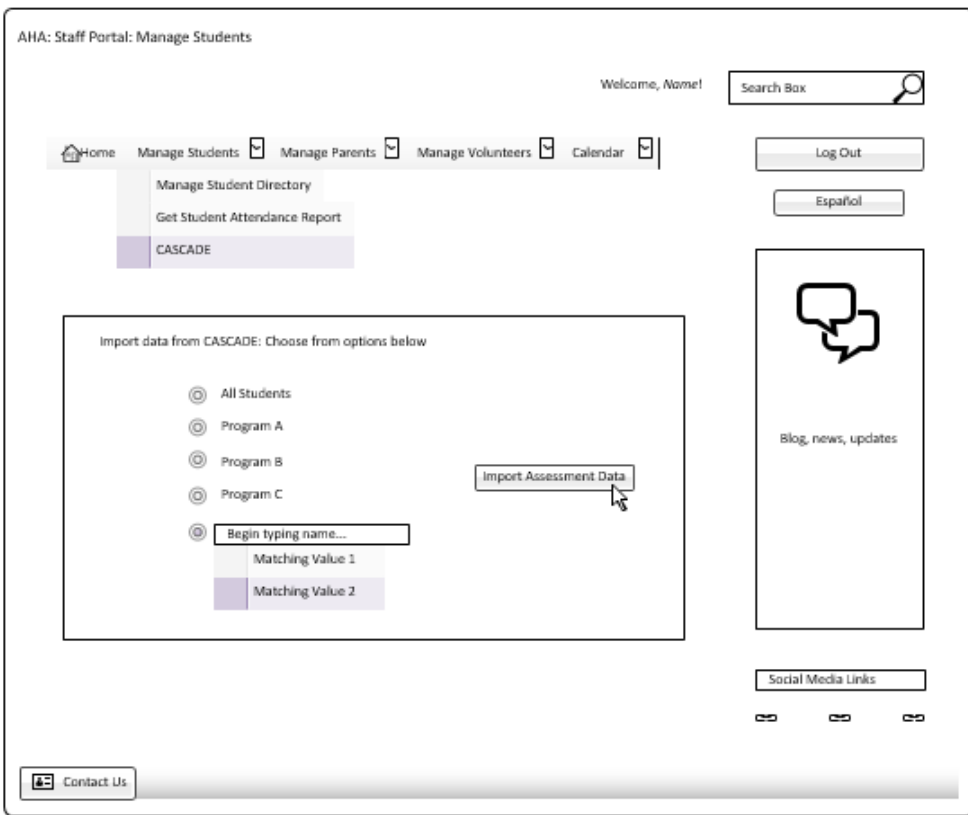 AHA: Staff Portal: Manage Students
Welcome, Name!
Search Box
Home Manage Students Manage Parents Manage Volunteers Calendar
Log Out
Manage Student Directory
Español
Get Student Attendance Report
CASCADE
Import data from CASCADE: Choose from options below
All Students
Program A
Program B
Program C
Import Assessment Data
Begin typing name...
Matching Value 1
Matching Value 2
Blog, news, updates
Social Media Links
Contact Us